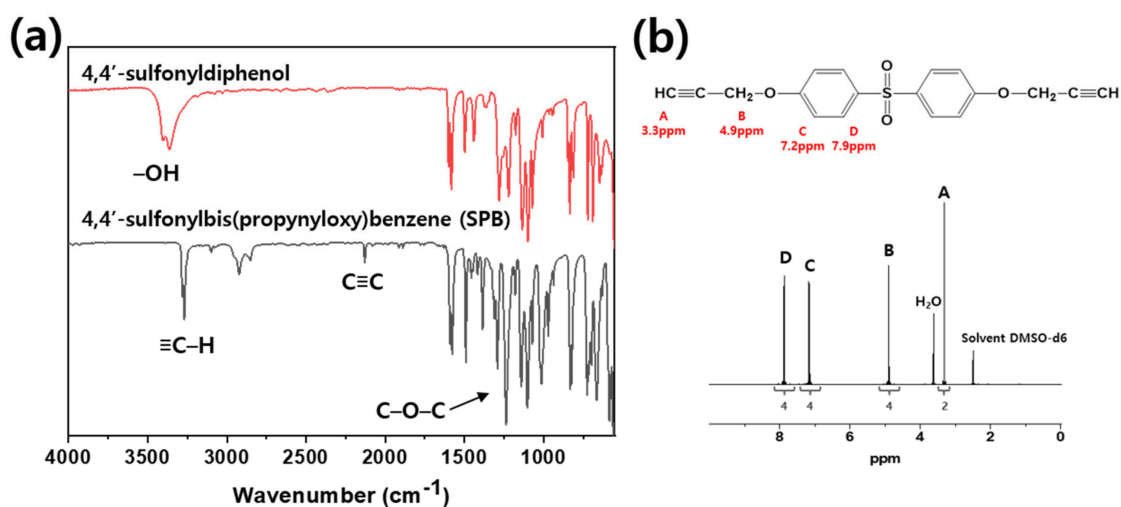 (a)
4,4′-sulfonyldiphenol
–OH
4,4′-sulfonylbis(propynyloxy)benzene (SPB)
C≡C
≡C–H
C–O–C
4000 3500 3000 2500 2000 1500 1000
Wavenumber (cm-1)
(b)
O
CH≡C–CH2 O S O C≡CH
O
A B C D
3.3ppm 4.9ppm 7.2ppm 7.9ppm
A
D C B
H2O
Solvent DMSO-d6
4 4 4 2
8 6 4 2 0
ppm